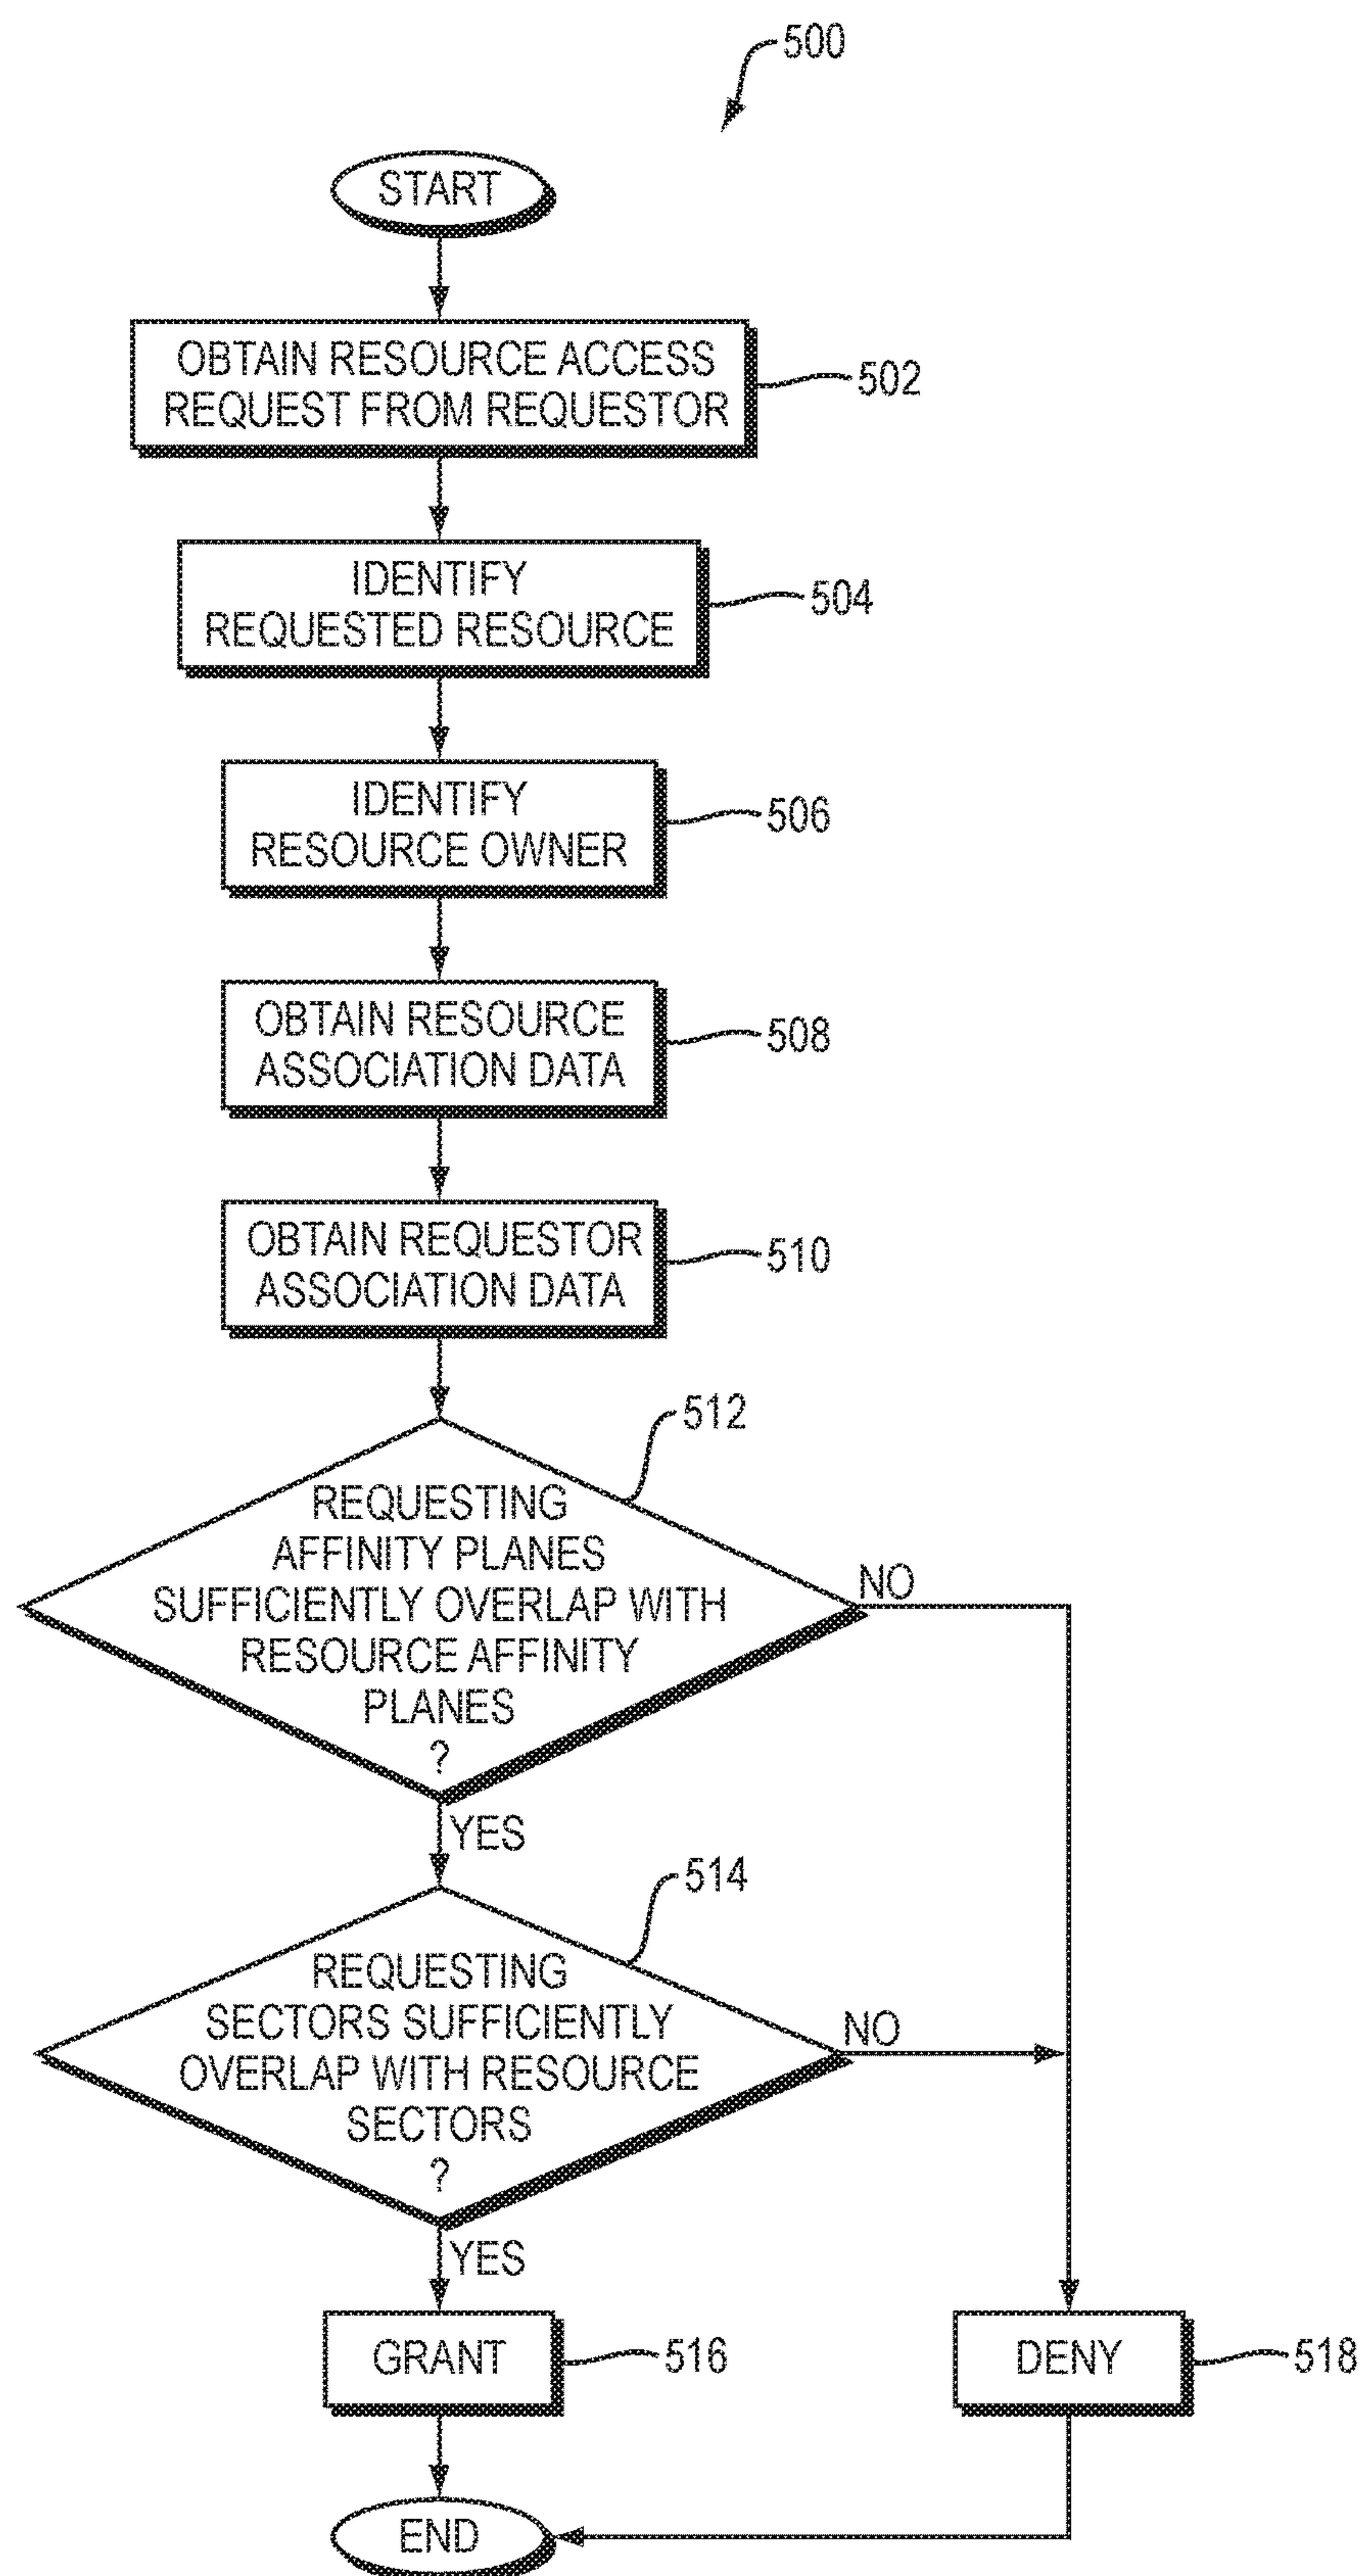 500
START
OBTAIN RESOURCE ACCESS
REQUEST FROM REQUESTOR
502
IDENTIFY
REQUESTED RESOURCE
504
IDENTIFY
RESOURCE OWNER
506
OBTAIN RESOURCE
ASSOCIATION DATA
508
OBTAIN REQUESTOR
ASSOCIATION DATA
510
512
REQUESTING
AFFINITY PLANES
SUFFICIENTLY OVERLAP WITH
RESOURCE AFFINITY
PLANES
?
NO
YES
514
REQUESTING
SECTORS SUFFICIENTLY
OVERLAP WITH RESOURCE
SECTORS
?
NO
YES
GRANT
516
DENY
518
END